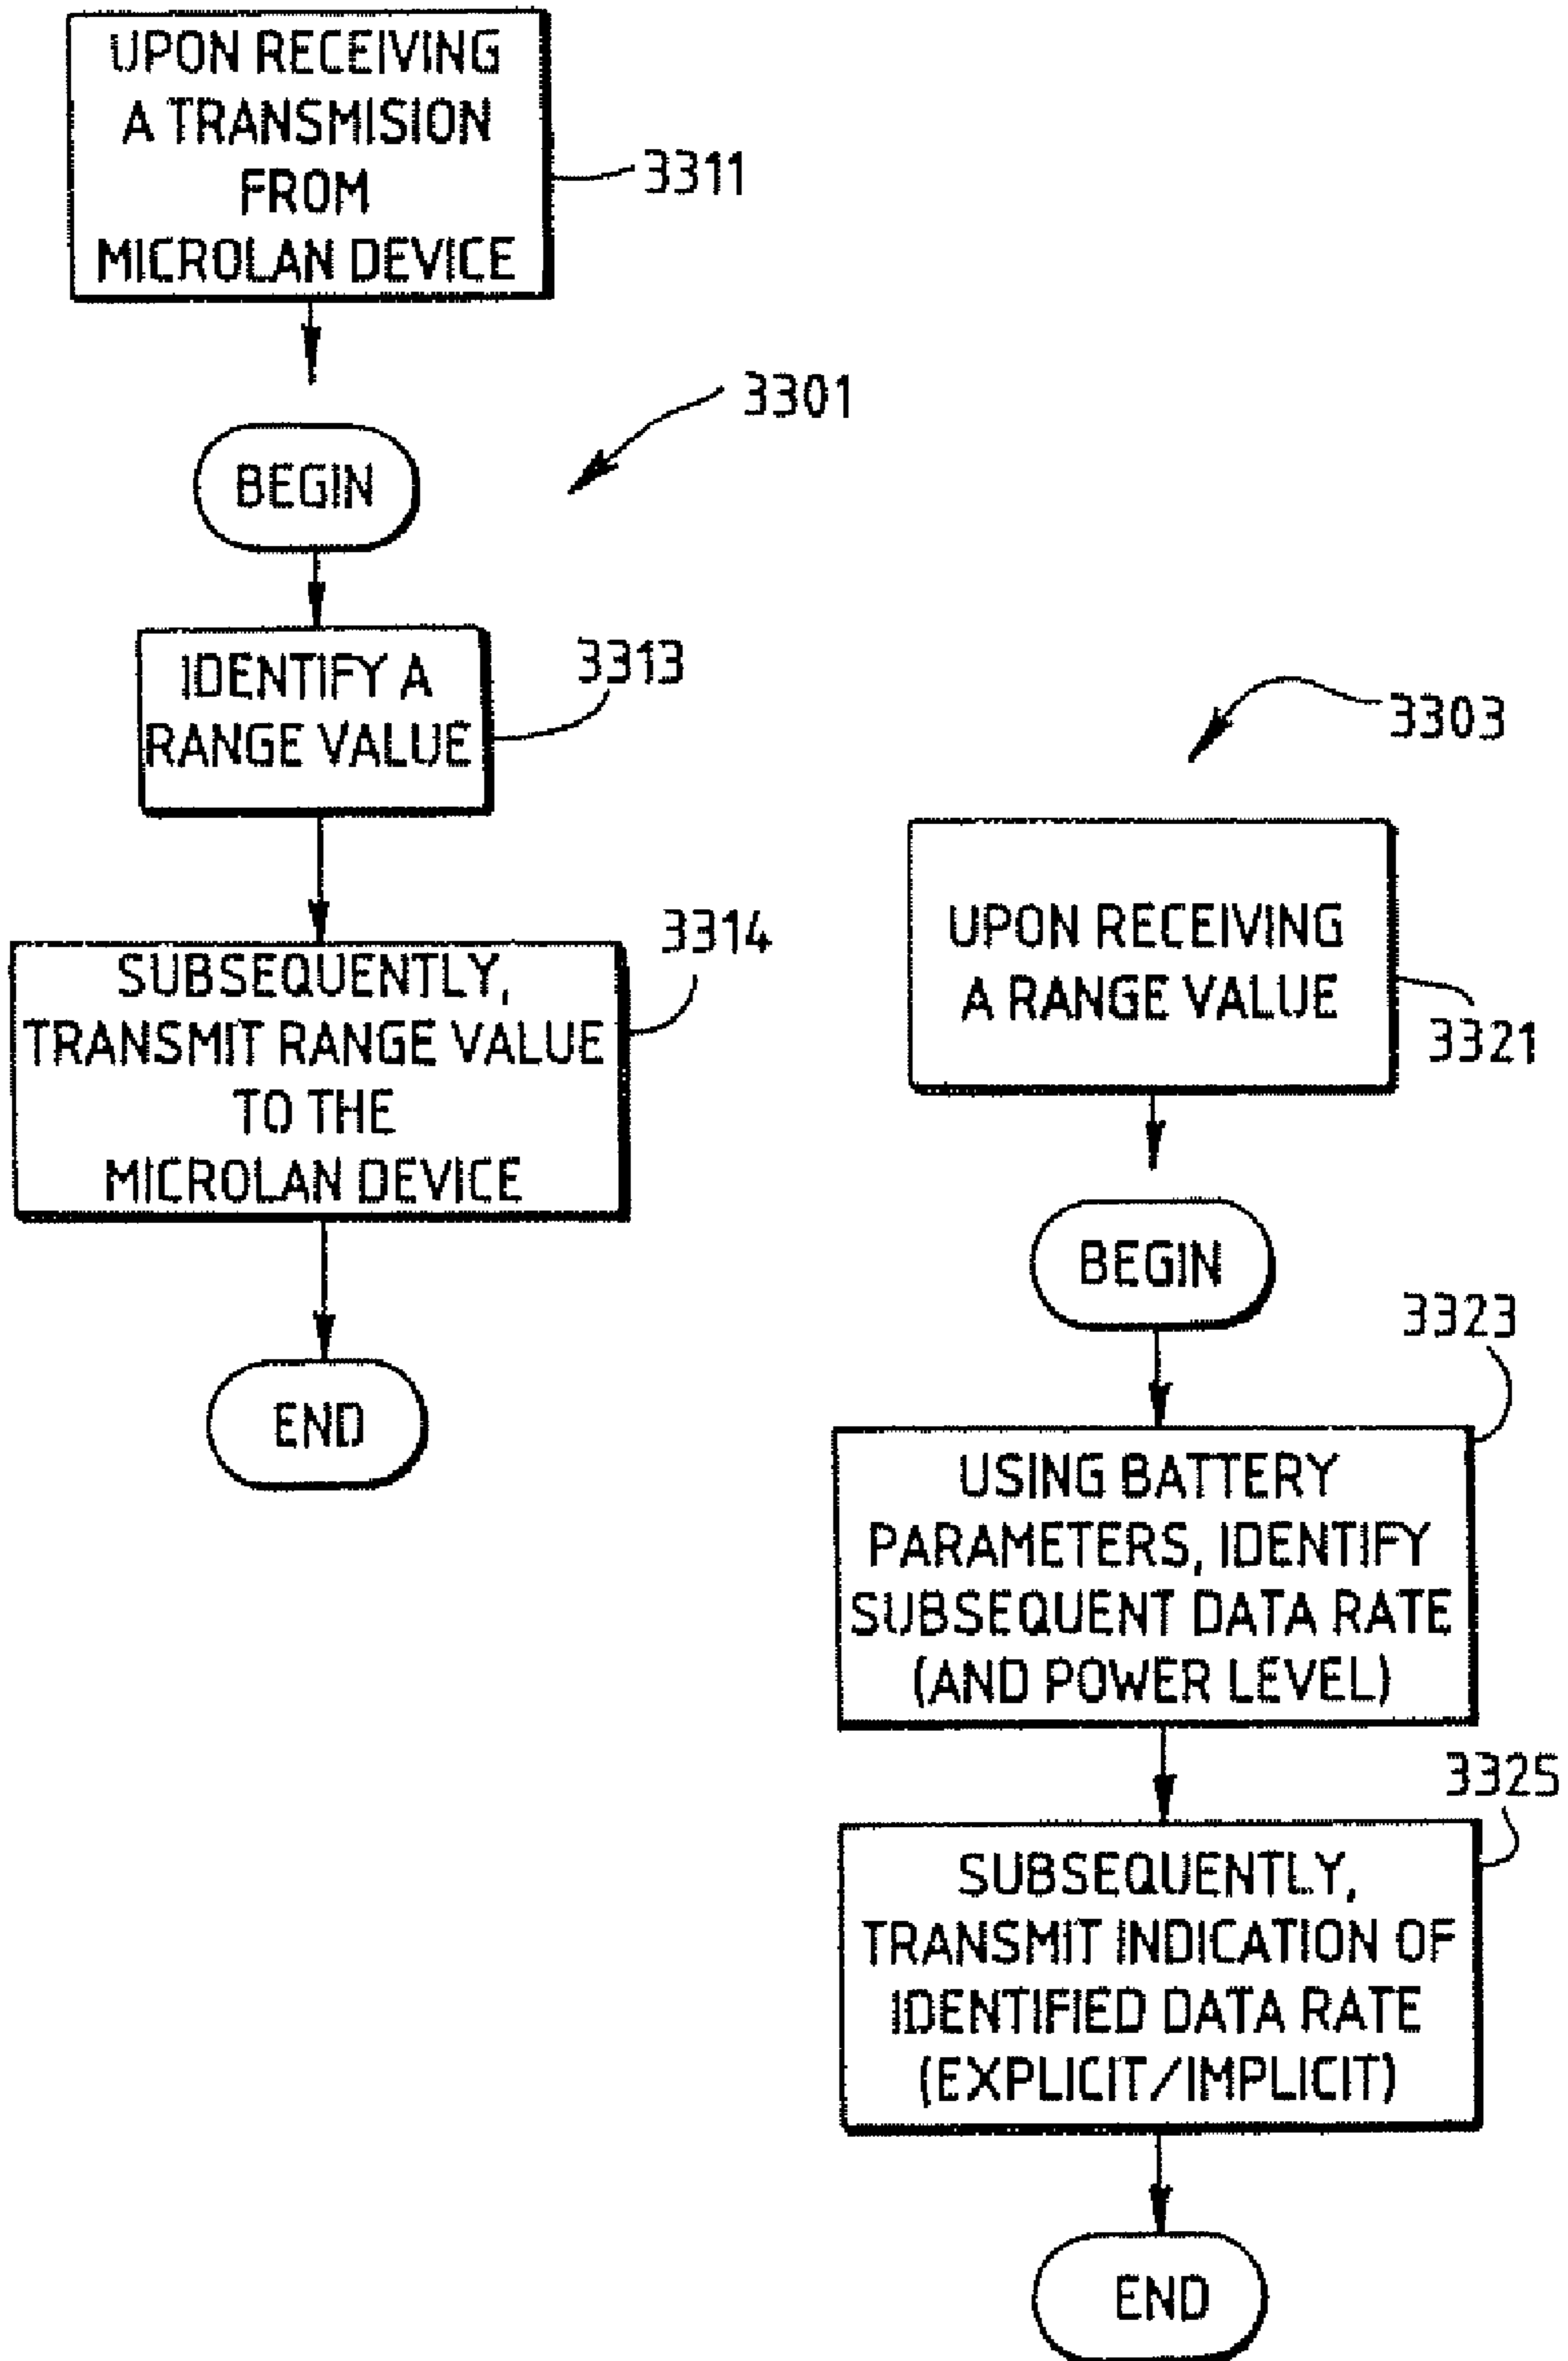 UPON RECEIVING
A TRANSMISION
FROM
MICROLAN DEVICE
3311
3301
BEGIN
IDENTIFY A
RANGE VALUE
3313
SUBSEQUENTLY,
TRANSMIT RANGE VALUE
TO THE
MICROLAN DEVICE
3314
END
3303
UPON RECEIVING
A RANGE VALUE
3321
BEGIN
3323
USING BATTERY
PARAMETERS, IDENTIFY
SUBSEQUENT DATA RATE
(AND POWER LEVEL)
3325
SUBSEQUENTLY,
TRANSMIT INDICATION OF
IDENTIFIED DATA RATE
(EXPLICIT/IMPLICIT)
END